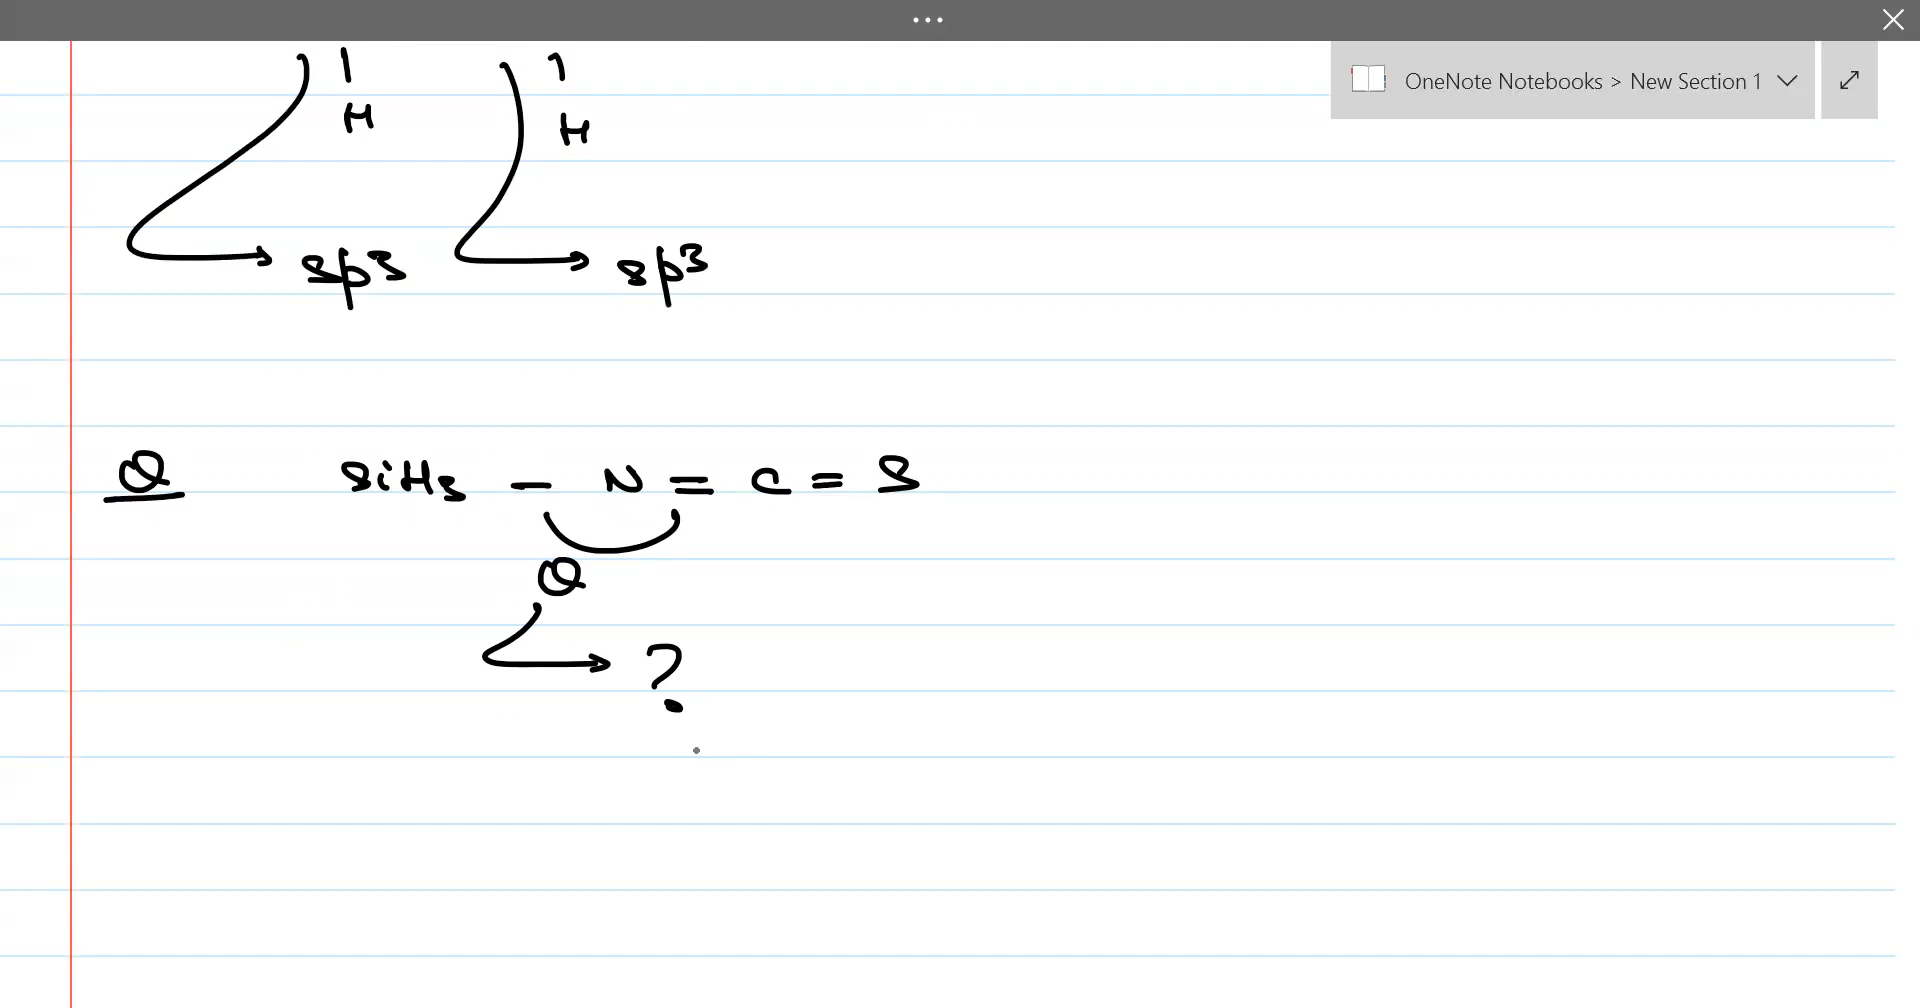 ...
OneNote Notebooks > New Section 1
H H
sp3 sp3
Q SiH3 - N = C = S
Q
?